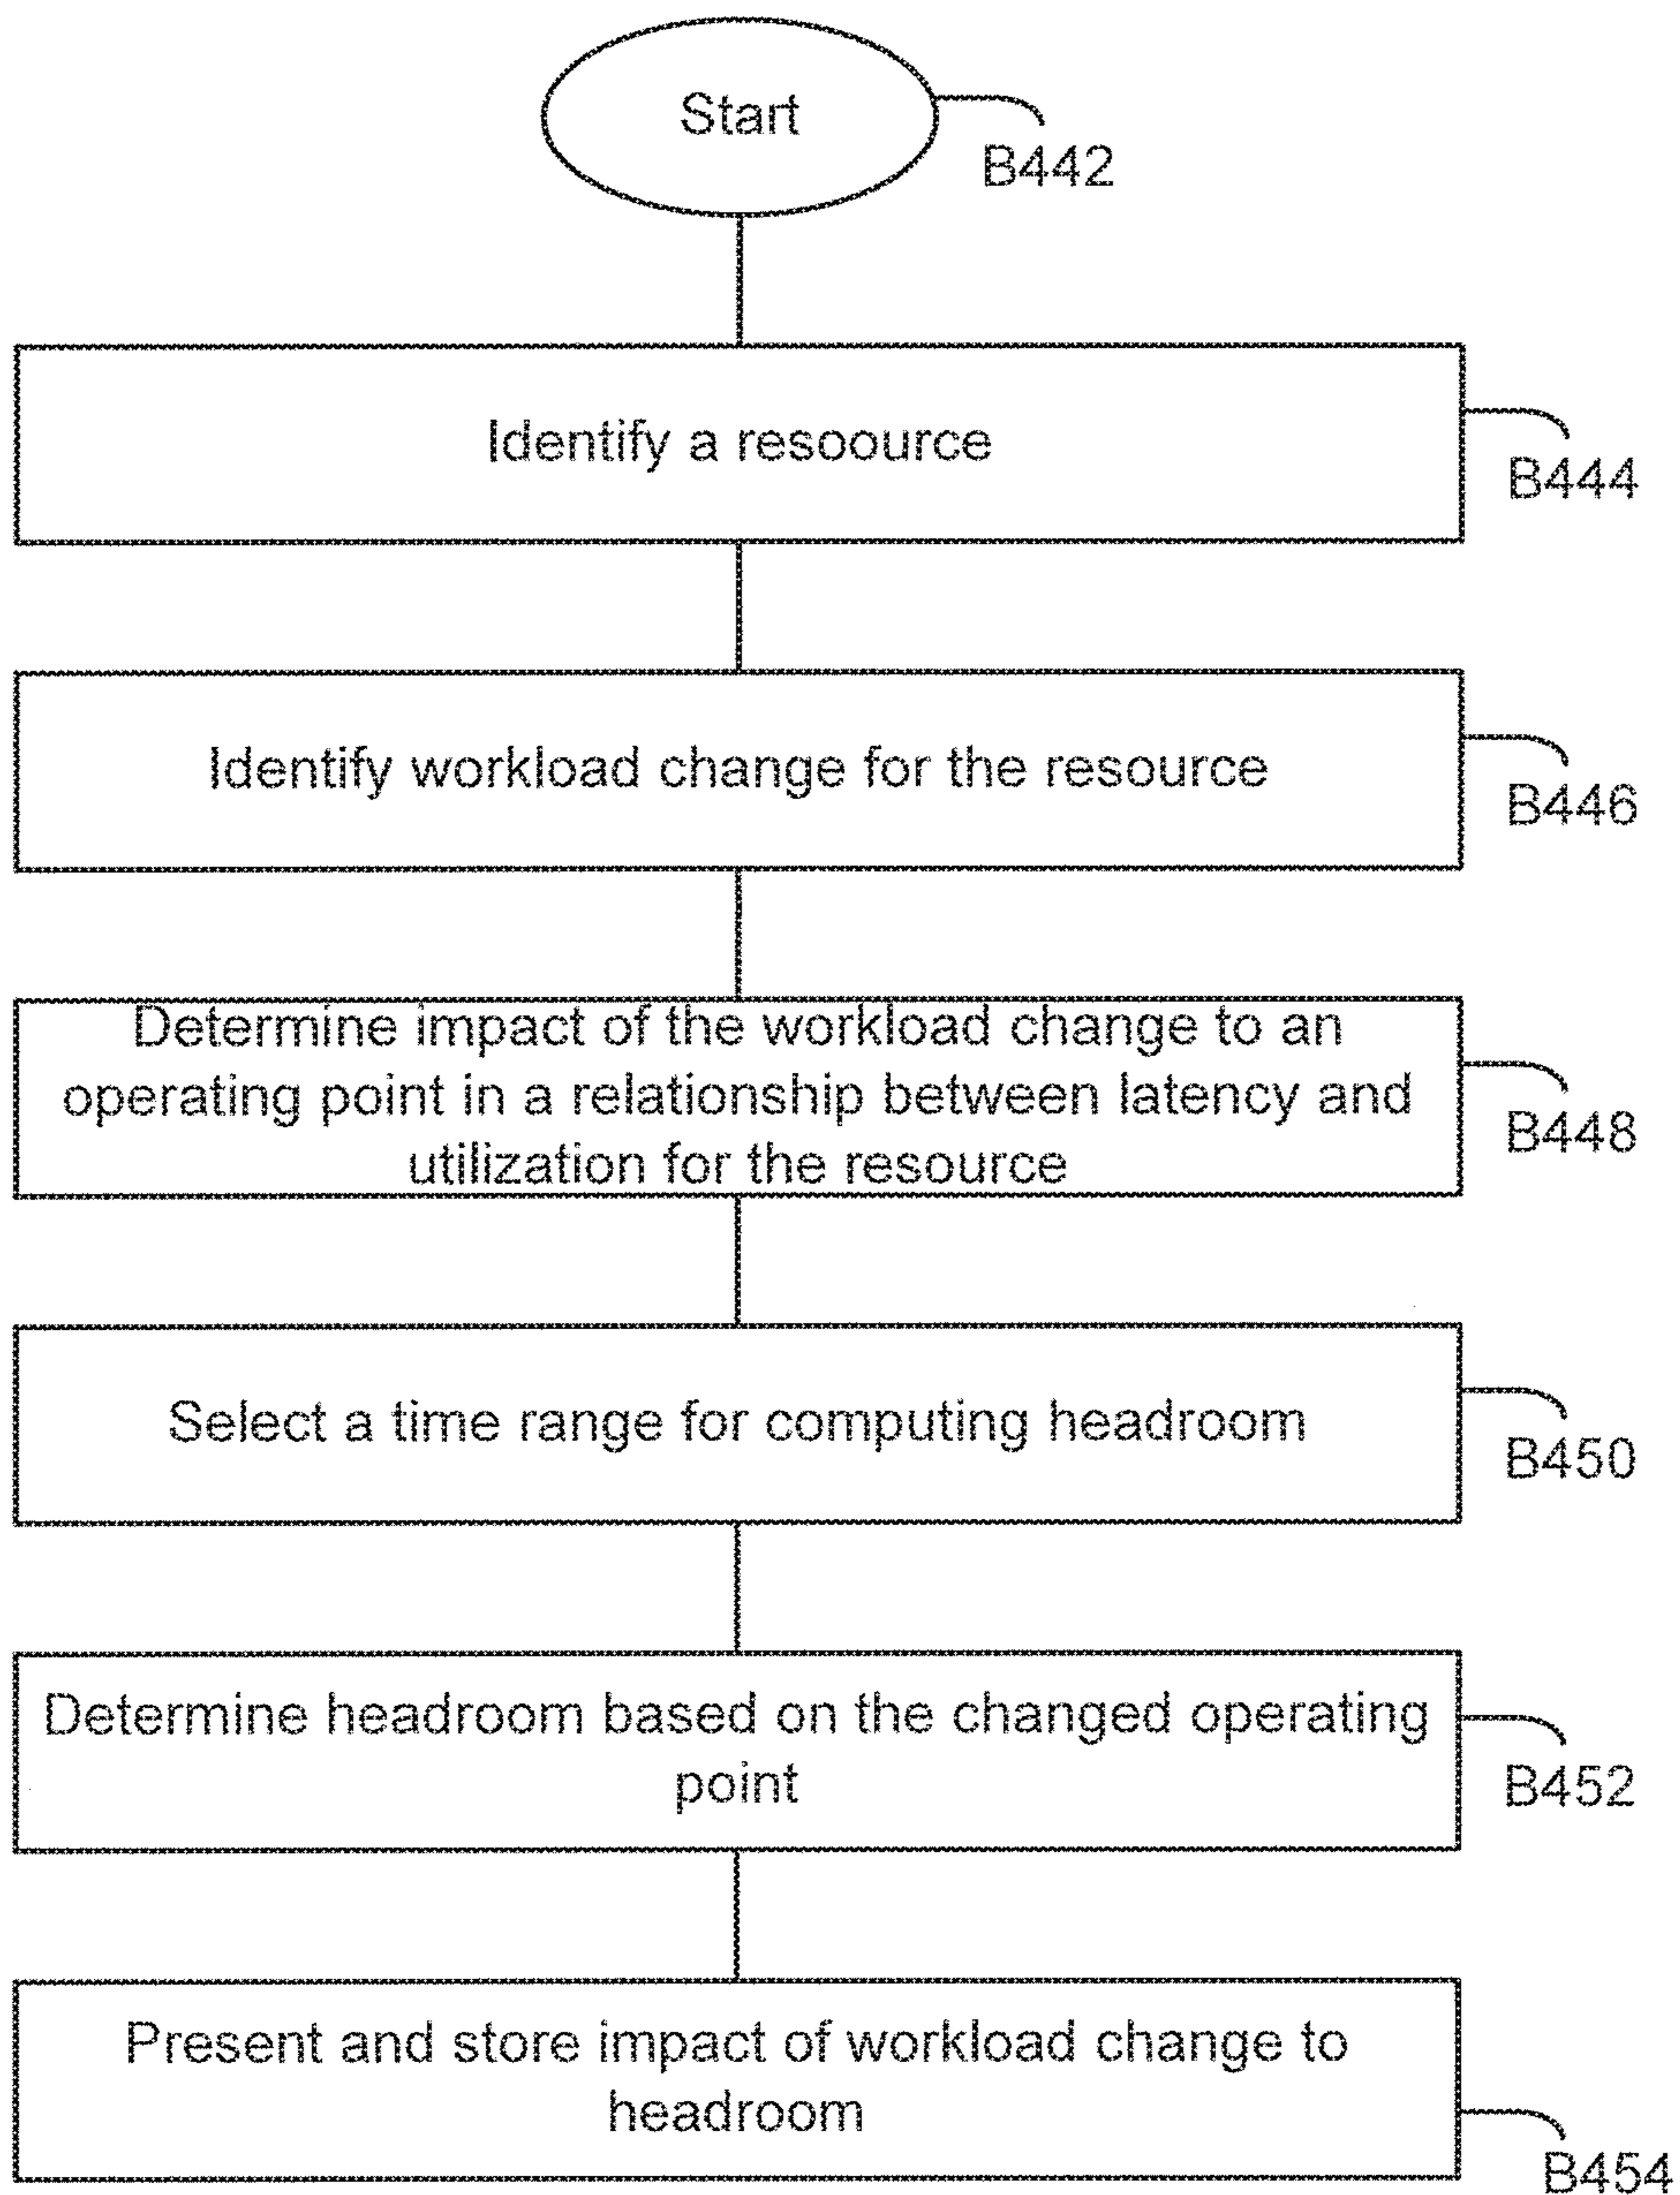 Start
B442
Identify a resoource
B444
Identify workload change for the resource
B446
Determine impact of the workload change to an
operating point in a relationship between latency and
utilization for the resource
B448
Select a time range for computing headroom
B450
Determine headroom based on the changed operating
point
B452
Present and store impact of workload change to
headroom
B454